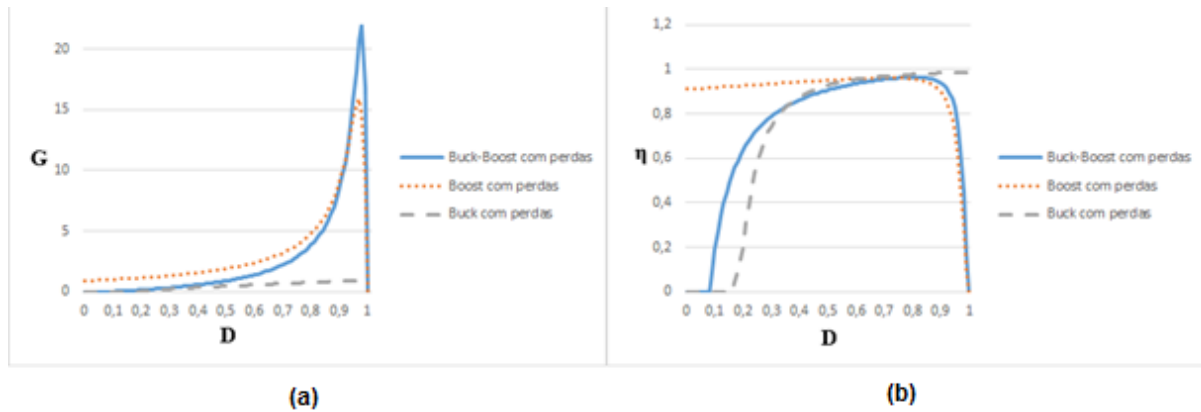 20
15
10
5
0
G
0 0,1 0,2 0,3 0,4 0,5 0,6 0,7 0,8 0,9 1
D
Buck-Boost com perdas
Boost com perdas
Buck com perdas
(a)
1,2
1
0,8
0,6
0,4
0,2
0
η
0 0,1 0,2 0,3 0,4 0,5 0,6 0,7 0,8 0,9 1
D
Buck-Boost com perdas
Boost com perdas
Buck com perdas
(b)